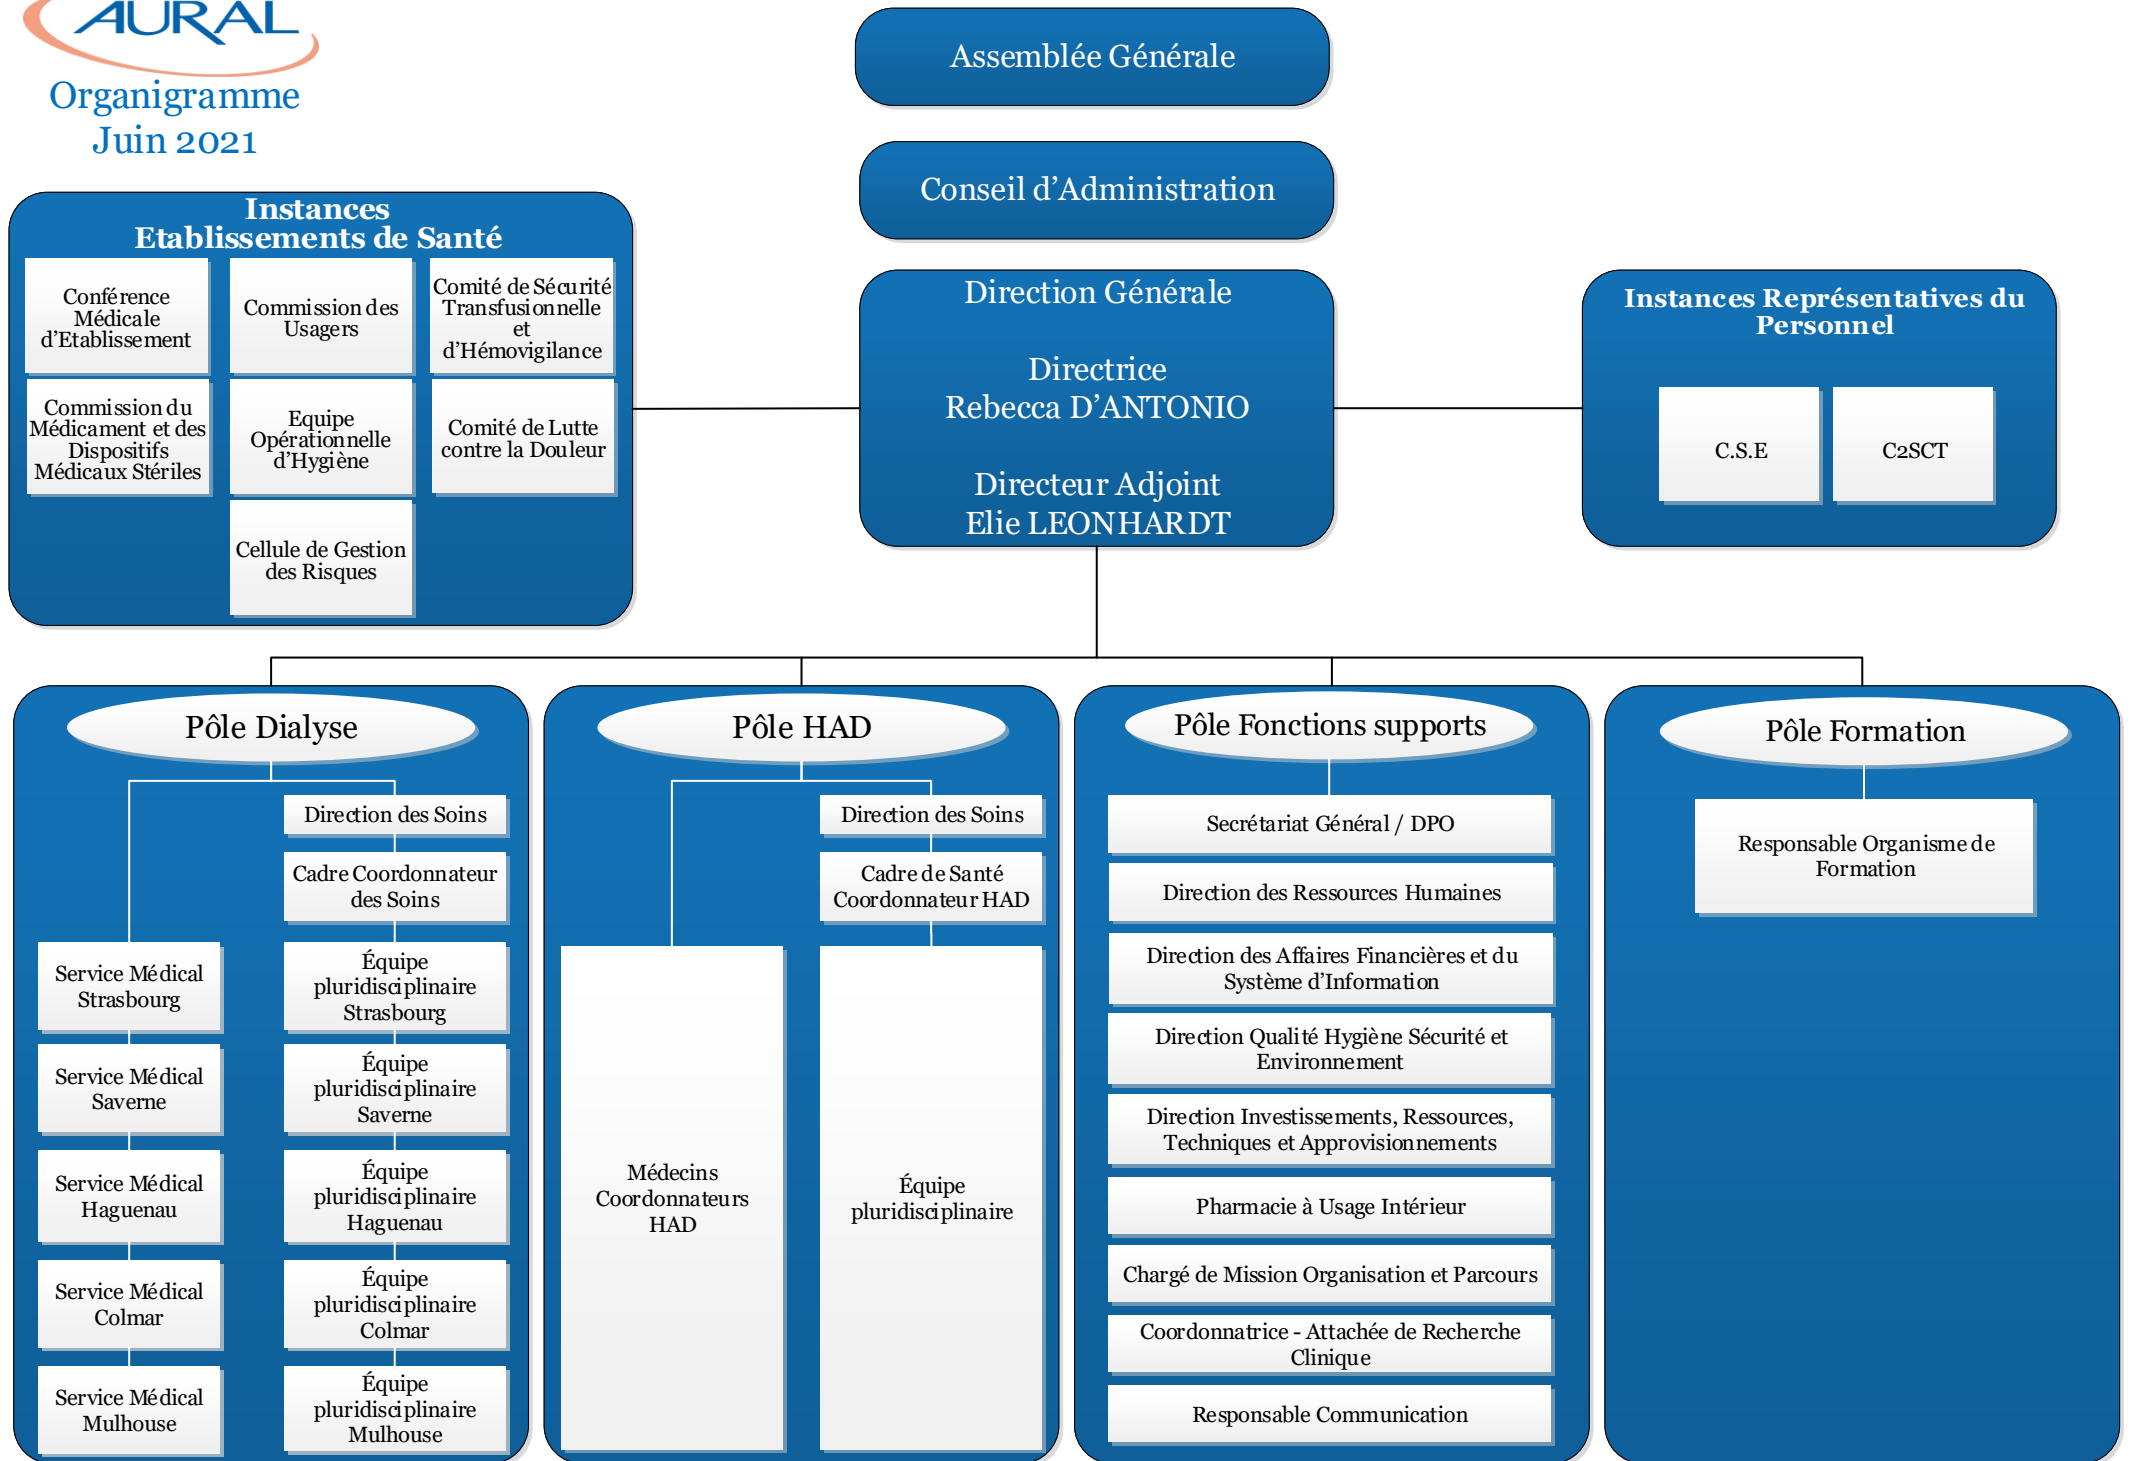 AURAL
Organigramme
Juin 2021
Assemblée Générale
Conseil d’Administration
Instances
Etablissements de Santé
Conférence
Médicale
d’Etablissement
Commission des
Usagers
Comité de Sécurité
Transfusionnelle
et
d’Hémovigilance
Commission du
Médicament et des
Dispositifs
Médicaux Stériles
Equipe
Opérationnelle
d’Hygiène
Comité de Lutte
contre la Douleur
Cellule de Gestion
des Risques
Direction Générale
Directrice
Rebecca D’ANTONIO
Directeur Adjoint
Elie LEONHARDT
Instances Représentatives du
Personnel
C.S.E
C2SCT
Pôle Dialyse
Direction des Soins
Cadre Coordonnateur
des Soins
Service Médical
Strasbourg
Service Médical
Saverne
Service Médical
Haguenau
Service Médical
Colmar
Service Médical
Mulhouse
Équipe
pluridisciplinaire
Strasbourg
Équipe
pluridisciplinaire
Saverne
Équipe
pluridisciplinaire
Haguenau
Équipe
pluridisciplinaire
Colmar
Équipe
pluridisciplinaire
Mulhouse
Pôle HAD
Direction des Soins
Cadre de Santé
Coordonnateur HAD
Médecins
Coordonnateurs
HAD
Équipe
pluridisciplinaire
Pôle Fonctions supports
Secrétariat Général / DPO
Direction des Ressources Humaines
Direction des Affaires Financières et du
Système d’Information
Direction Qualité Hygiène Sécurité et
Environnement
Direction Investissements, Ressources,
Techniques et Approvisionnements
Pharmacie à Usage Intérieur
Chargé de Mission Organisation et Parcours
Coordonnatrice - Attachée de Recherche
Clinique
Responsable Communication
Pôle Formation
Responsable Organisme de
Formation